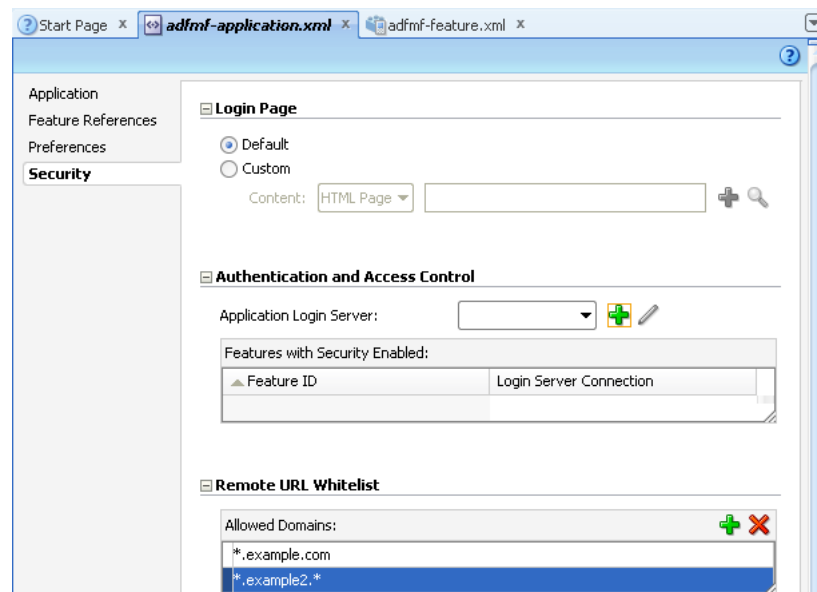 Start Page x adfmf-application.xml x adfmf-feature.xml x
Application
Feature References
Preferences
Security
Login Page
Default
Custom
Content: HTML Page
Authentication and Access Control
Application Login Server:
Features with Security Enabled:
Feature ID Login Server Connection
Remote URL Whitelist
Allowed Domains:
*.example.com
*.example2.*